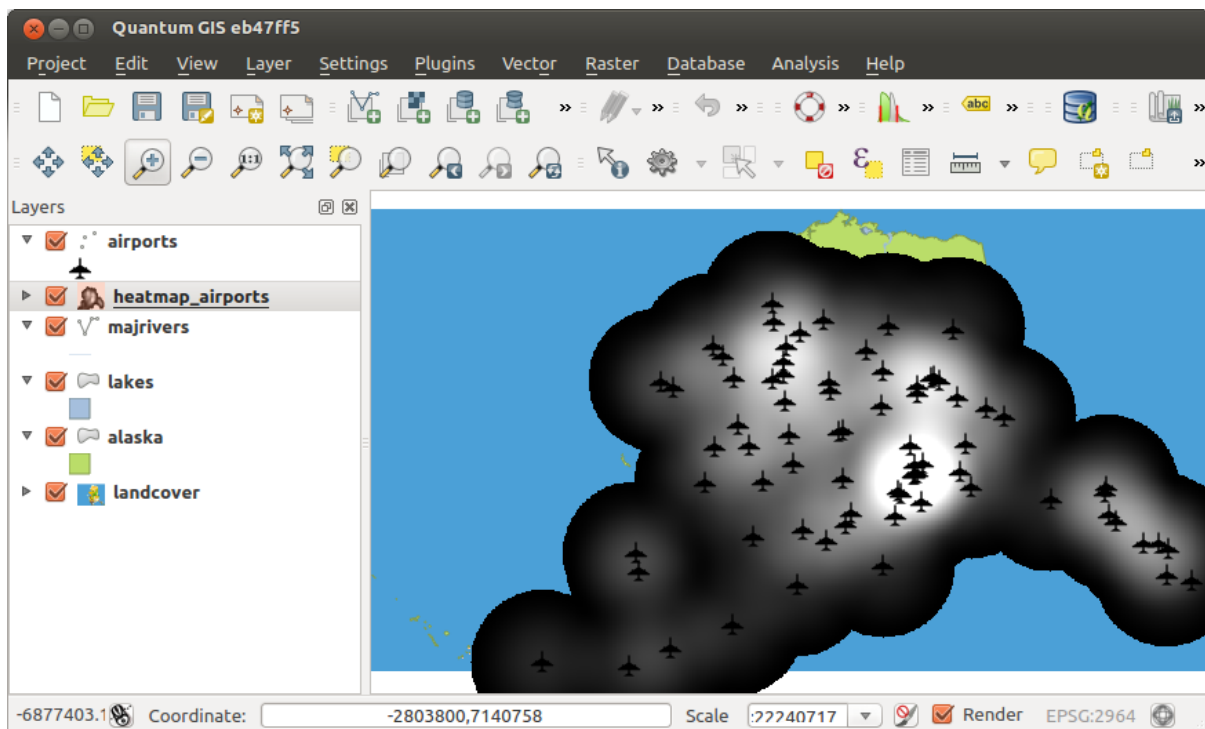 Quantum GIS eb47ff5
Project Edit View Layer Settings Plugins Vector Raster Database Analysis Help
abc
1:1
Layers
airports
heatmap_airports
majrivers
lakes
alaska
landcover
-6877403.1 Coordinate: -2803800,7140758 Scale :22240717 Render EPSG:2964